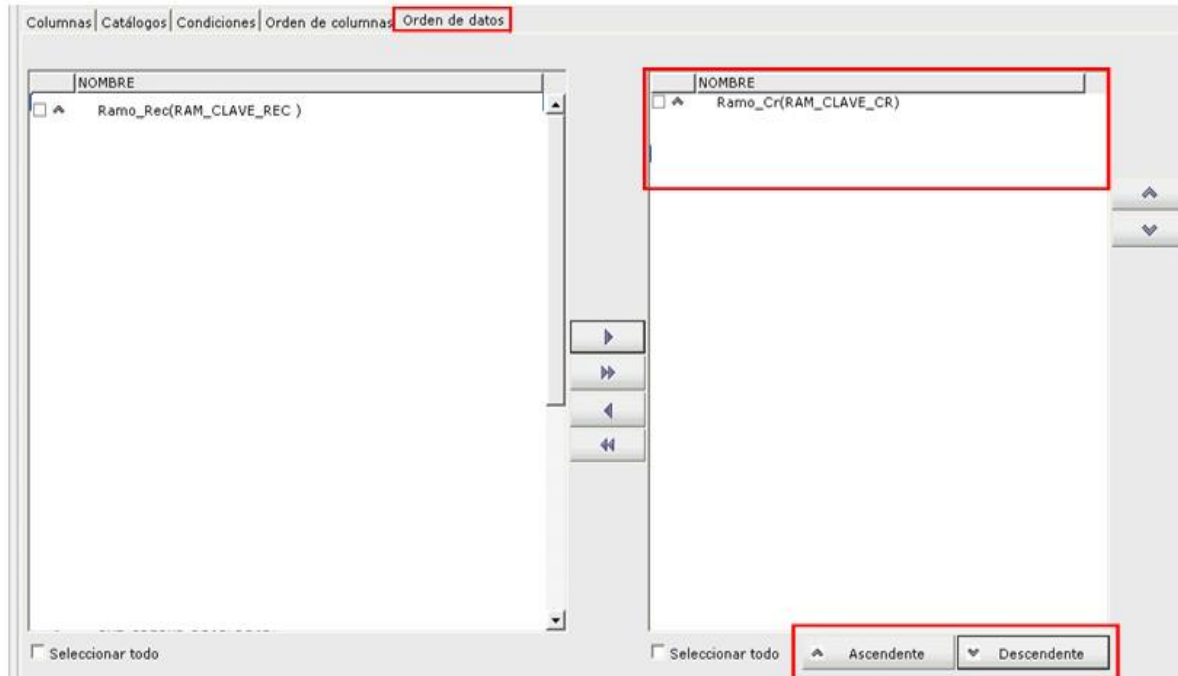 Columnas Catálogos Condiciones Orden de columnas Orden de datos
NOMBRE
Ramo_Rec(RAM_CLAVE_REC )
Seleccionar todo
NOMBRE
Ramo_Cr(RAM_CLAVE_CR)
Seleccionar todo
Ascendente
Descendente